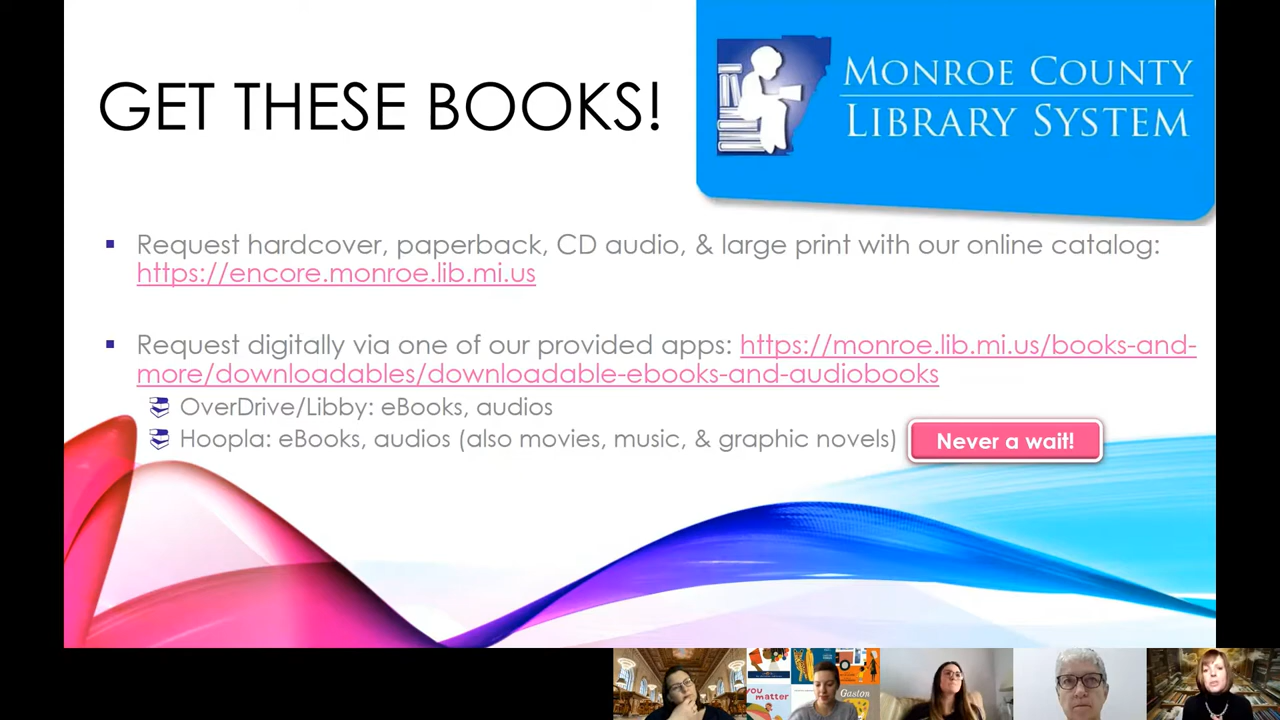 GET THESE BOOKS!
MONROE COUNTY
LIBRARY SYSTEM
▪ Request hardcover, paperback, CD audio, & large print with our online catalog:
https://encore.monroe.lib.mi.us
▪ Request digitally via one of our provided apps: https://monroe.lib.mi.us/books-and-
more/downloadables/downloadable-ebooks-and-audiobooks
OverDrive/Libby: eBooks, audios
Hoopla: eBooks, audios (also movies, music, & graphic novels)
Never a wait!
you
matter
Gaston